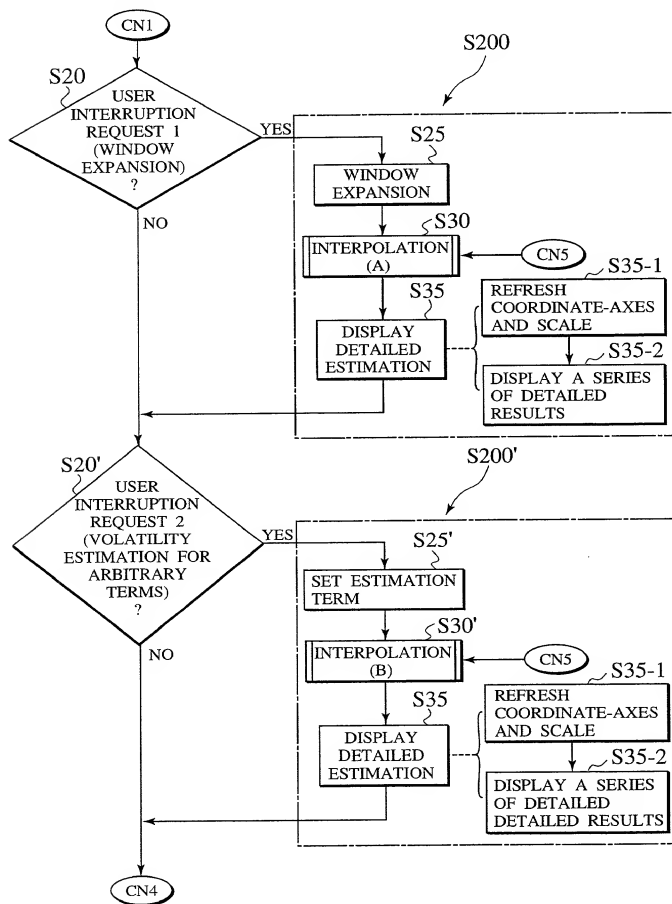 CN1
S200
S20
USER
INTERRUPTION
REQUEST 1
(WINDOW
EXPANSION)
?
YES
NO
S25
WINDOW
EXPANSION
S30
INTERPOLATION
(A)
CN5
S35
DISPLAY
DETAILED
ESTIMATION
S35-1
REFRESH
COORDINATE-AXES
AND SCALE
S35-2
DISPLAY A SERIES
OF DETAILED
RESULTS
S200'
S20'
USER
INTERRUPTION
REQUEST 2
(VOLATILITY
ESTIMATION FOR
ARBITRARY
TERMS)
?
YES
NO
S25'
SET ESTIMATION
TERM
S30'
INTERPOLATION
(B)
CN5
S35
DISPLAY
DETAILED
ESTIMATION
S35-1
REFRESH
COORDINATE-AXES
AND SCALE
S35-2
DISPLAY A SERIES
OF DETAILED
DETAILED RESULTS
CN4